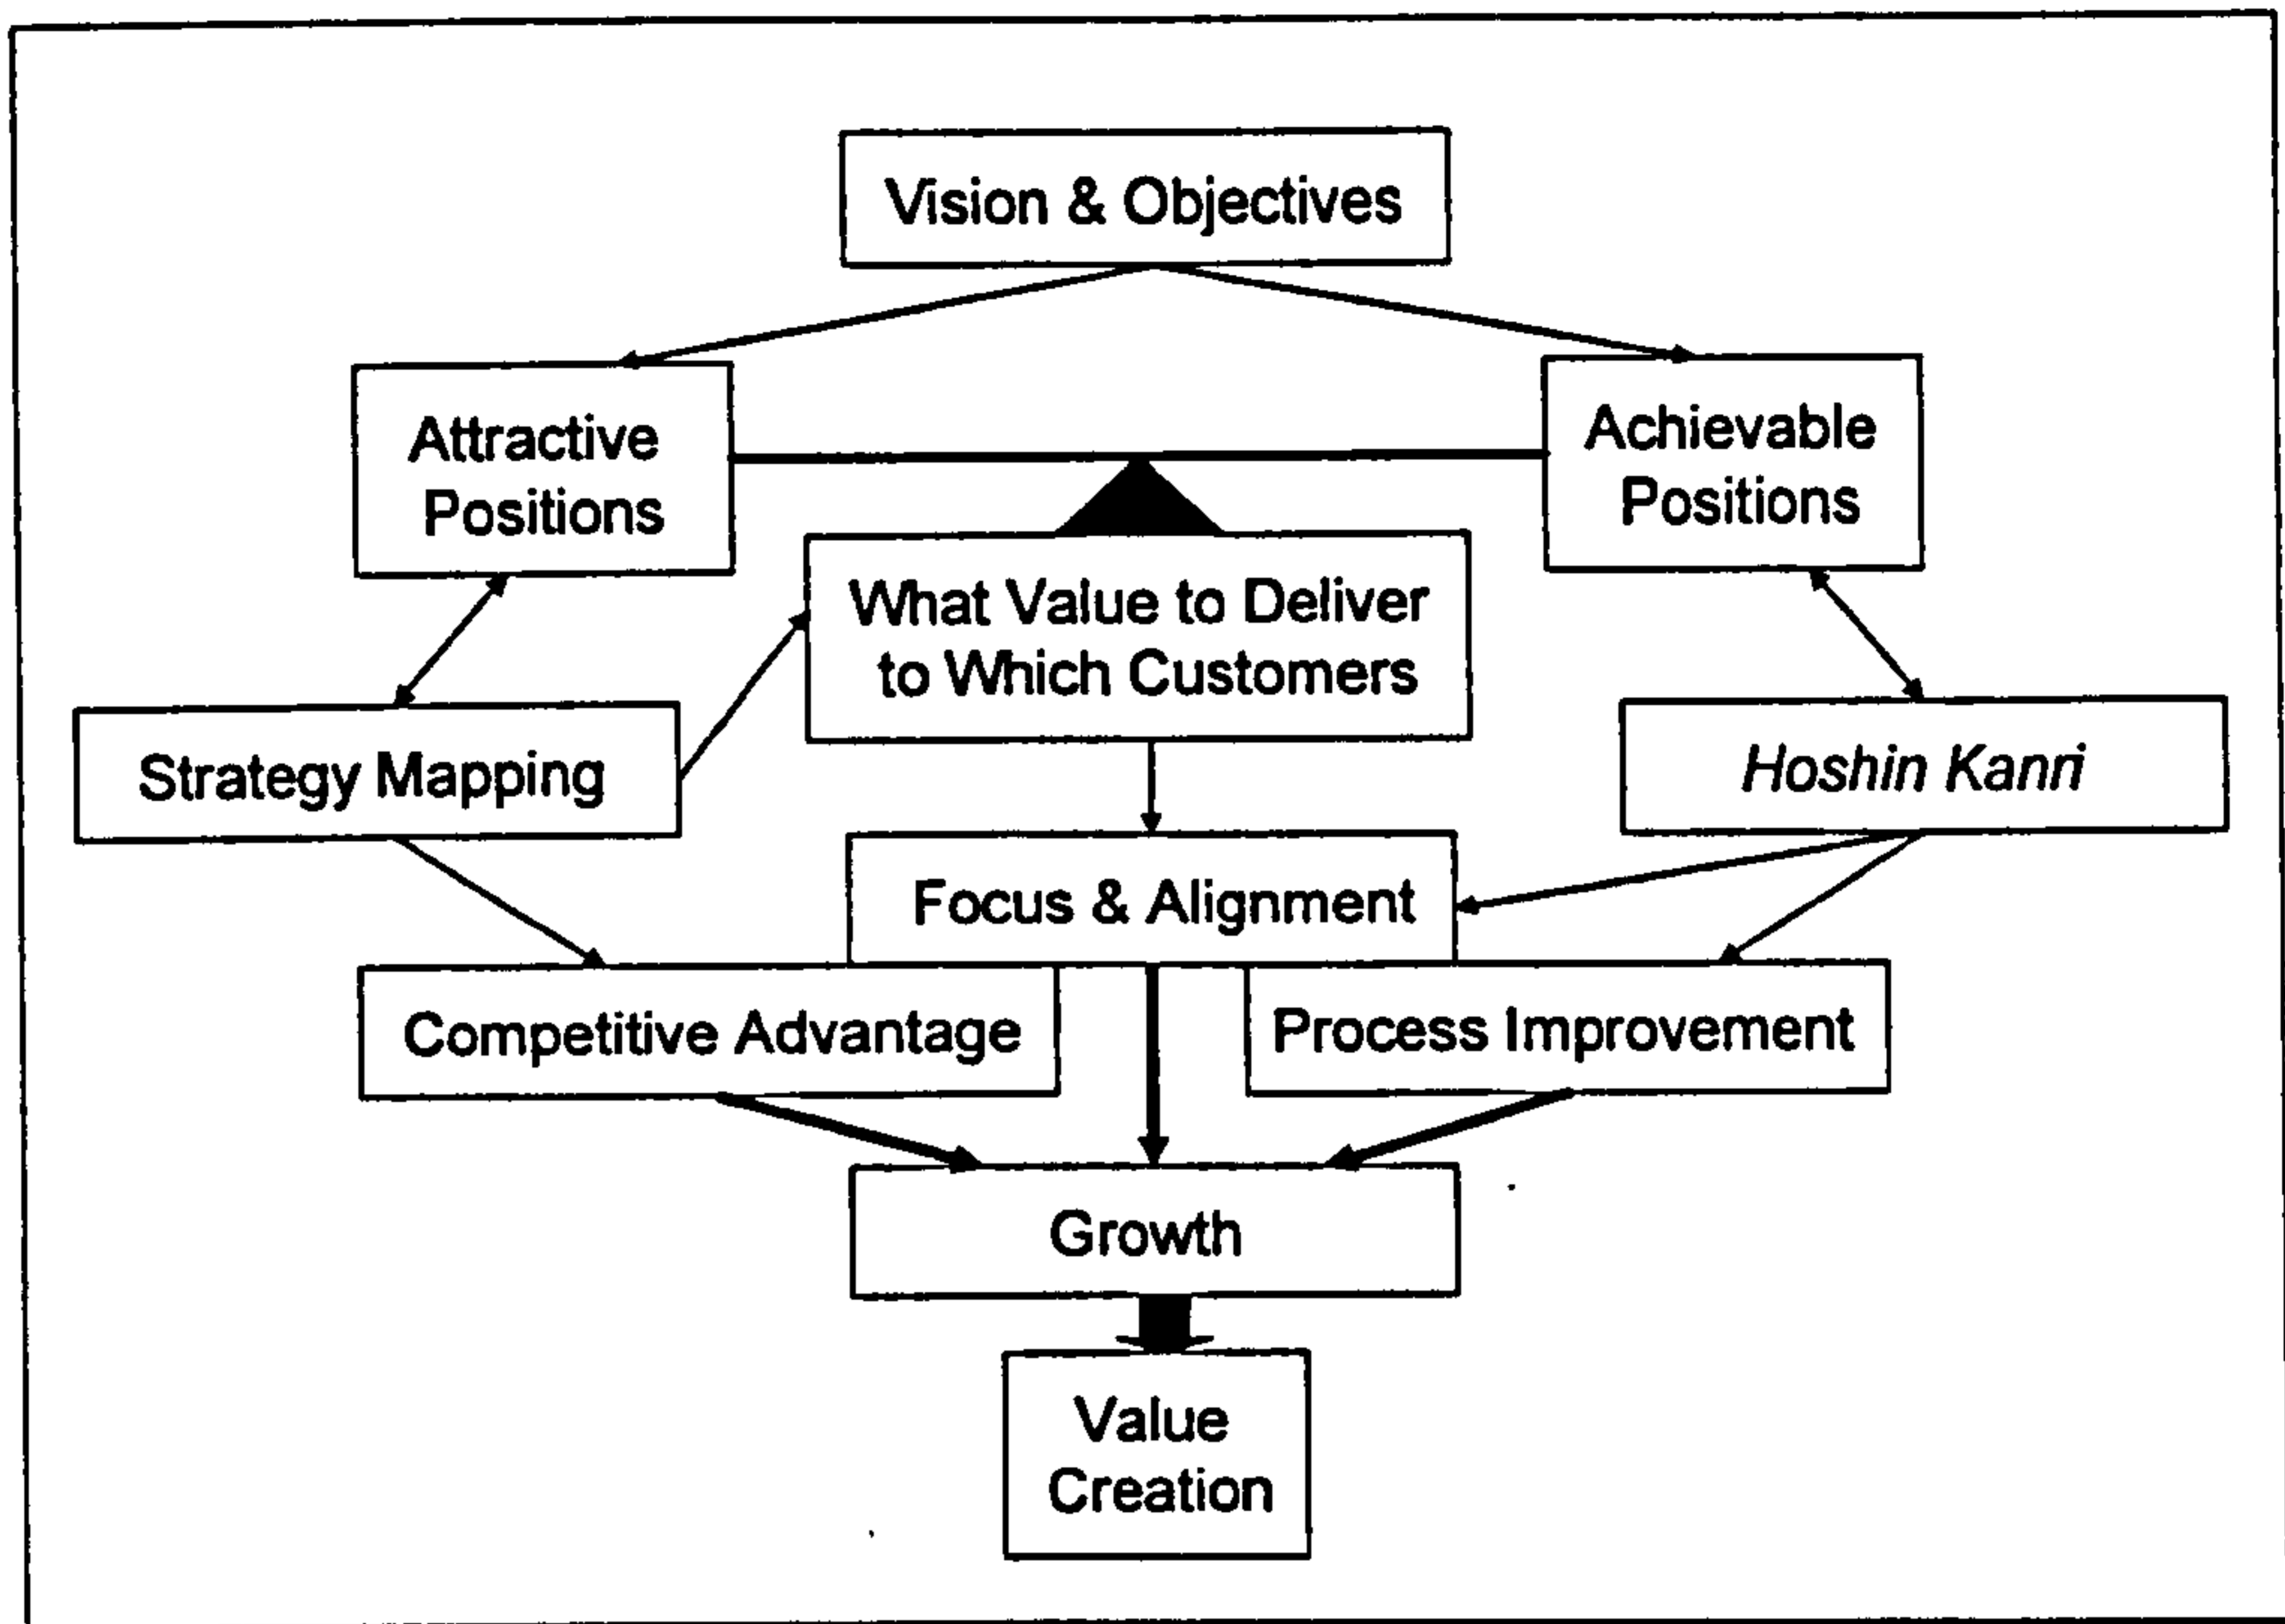 Vision & Objectives
Attractive
Positions
Achievable
Positions
What Value to Deliver
to Which Customers
Strategy Mapping
Hoshin Kanri
Focus & Alignment
Competitive Advantage
Process Improvement
Growth
Value
Creation